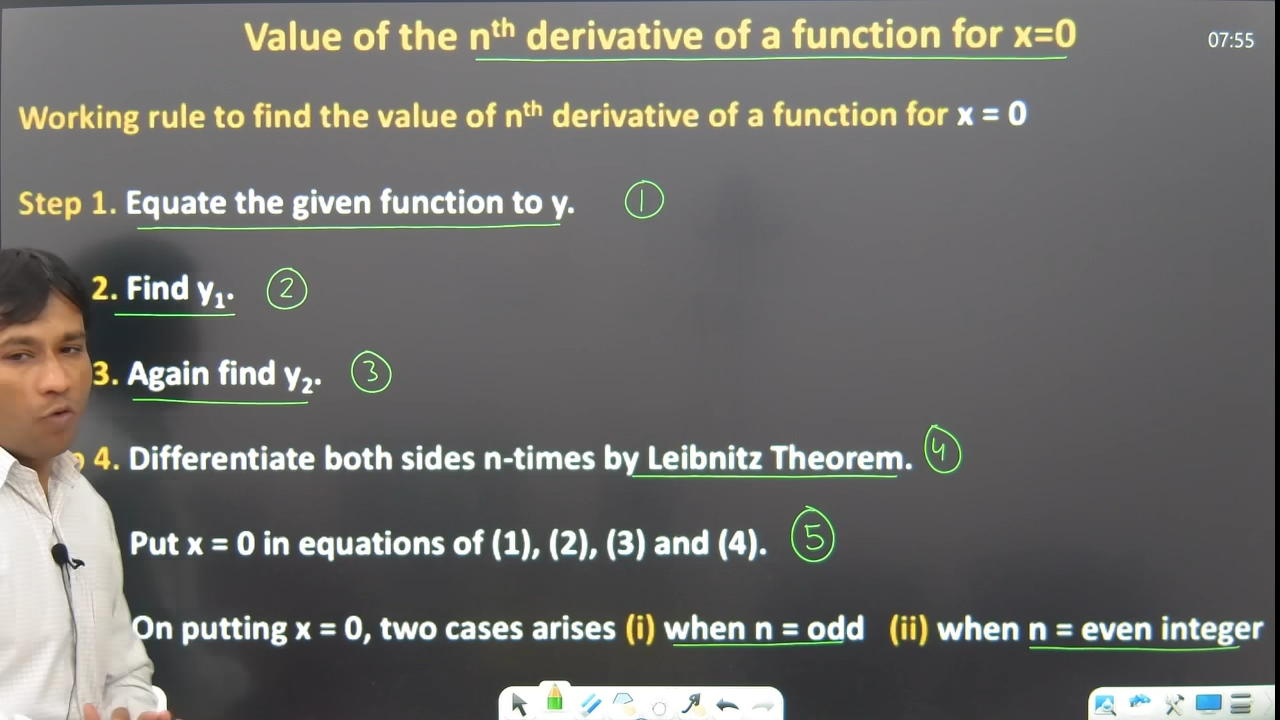 Value of the nth derivative of a function for x=0
07:55
Working rule to find the value of nth derivative of a function for x = 0
Step 1. Equate the given function to y. ①
2. Find y₁. ②
3. Again find y₂. ③
4. Differentiate both sides n-times by Leibnitz Theorem. ④
Put x = 0 in equations of (1), (2), (3) and (4). ⑤
On putting x = 0, two cases arises (i) when n = odd (ii) when n = even integer